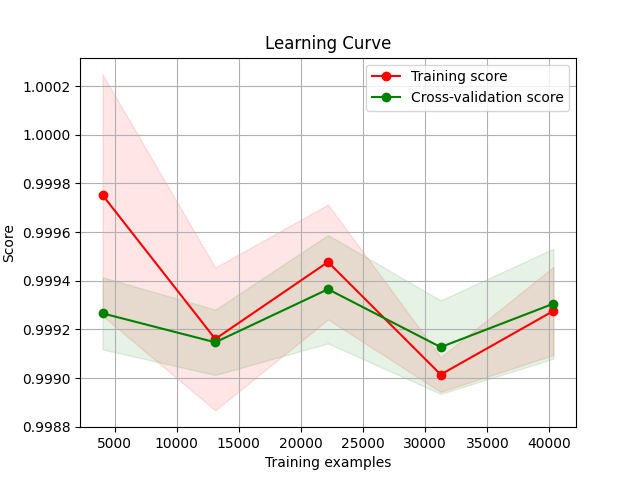 Learning Curve
Training score
Cross-validation score
1.0002
1.0000
0.9998
0.9996
0.9994
0.9992
0.9990
0.9988
Score
5000 10000 15000 20000 25000 30000 35000 40000
Training examples